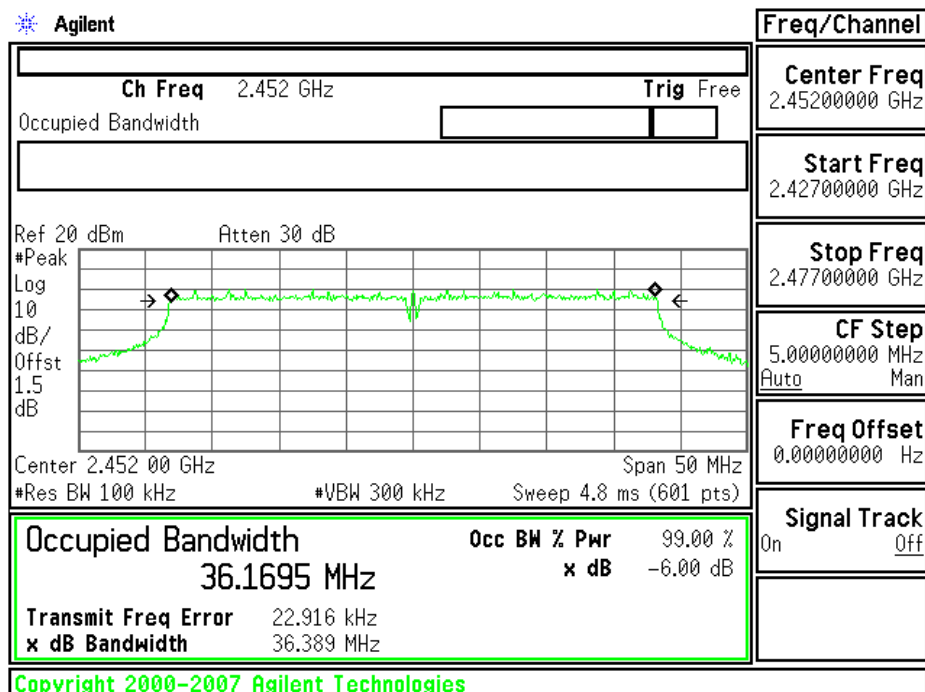 Agilent
Freq/Channel
Ch Freq 2.452 GHz Trig Free
Occupied Bandwidth
Center Freq
2.45200000 GHz
Start Freq
2.42700000 GHz
Stop Freq
2.47700000 GHz
CF Step
5.00000000 MHz
Auto Man
Freq Offset
0.00000000 Hz
Signal Track
On Off
Ref 20 dBm Atten 30 dB
#Peak
Log
10
dB/
Offst
1.5
dB
Center 2.452 00 GHz Span 50 MHz
#Res BW 100 kHz #VBW 300 kHz Sweep 4.8 ms (601 pts)
Occupied Bandwidth Occ BW % Pwr 99.00 %
36.1695 MHz x dB -6.00 dB
Transmit Freq Error 22.916 kHz
x dB Bandwidth 36.389 MHz
Copyright 2000-2007 Agilent Technologies